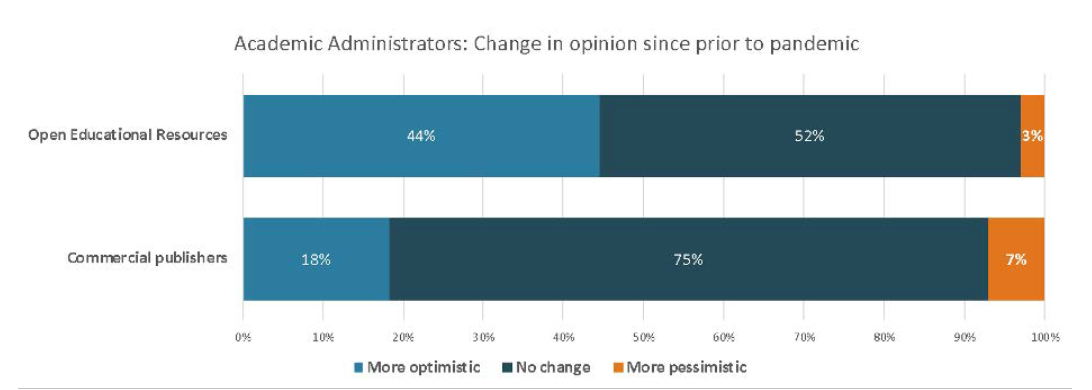 Academic Administrators: Change in opinion since prior to pandemic
Open Educational Resources
44%
52%
3%
Commercial publishers
18%
75%
7%
0% 10% 20% 30% 40% 50% 60% 70% 80% 90% 100%
More optimistic No change More pessimistic